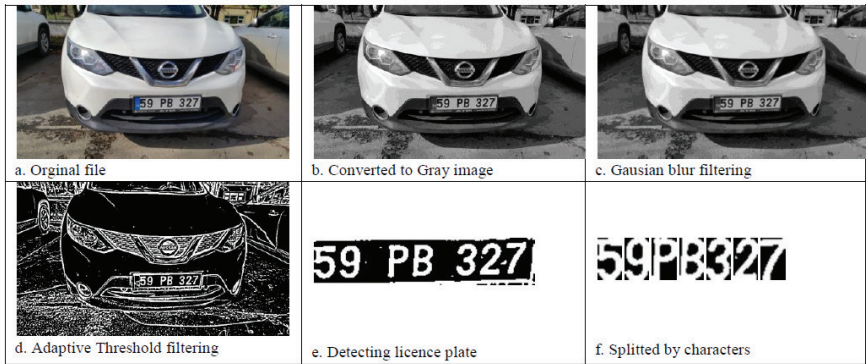 59 PB 327
59 PB 327
59 PB 327
a. Orginal file
b. Converted to Gray image
c. Gausian blur filtering
59 PB 327
59 PB 327
59PB327
d. Adaptive Threshold filtering
e. Detecting licence plate
f. Splitted by characters